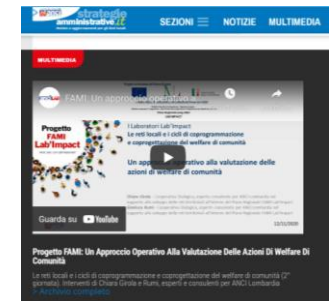 strategie
amministrative.it
SEZIONI
NOTIZIE
MULTIMEDIA
MULTIMEDIA
FAMI: Un approccio operativo
Progetto
FAMI
Lab'Impact
I Laboratori Lab'Impact
Le reti locali e i cicli di coprogrammazione
e coprogettazione del welfare di comunità
Un approccio operativo alla valutazione delle
azioni di welfare di comunità
12/11/2020
Guarda su YouTube
Progetto FAMI: Un Approccio Operativo Alla Valutazione Delle Azioni Di Welfare Di
Comunità
Le reti locali e i cicli di coprogrammazione e coprogettazione del welfare di comunità (2°
giornata). Interventi di Chiara Girola e Rumi, esperti e consulenti per ANCI Lombardia
> Archivio completo